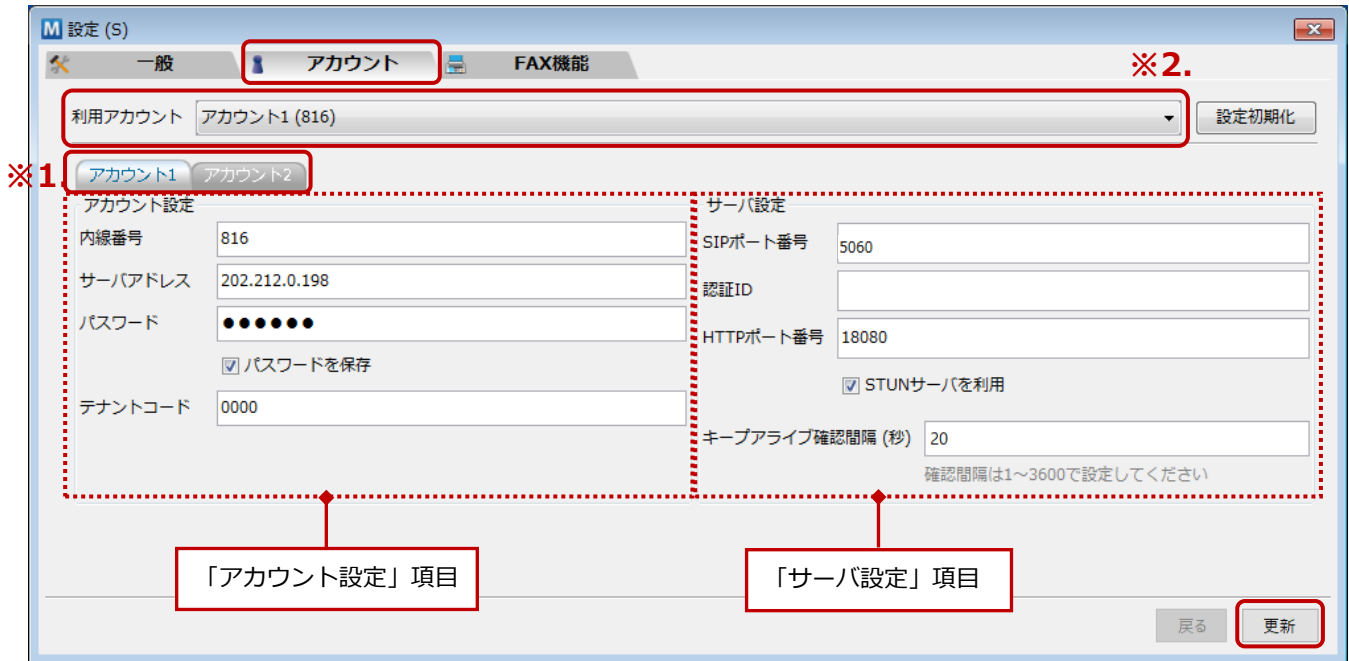 M 設定 (S)
一般 アカウント FAX機能
※2.
利用アカウント アカウント1 (816) 設定初期化
※1.
アカウント1 アカウント2
アカウント設定
内線番号 816
サーバアドレス 202.212.0.198
パスワード ●●●●●●
パスワードを保存
テナントコード 0000
サーバ設定
SIPポート番号 5060
認証ID
HTTPポート番号 18080
STUNサーバを利用
キープアライブ確認間隔 (秒) 20
確認間隔は1～3600で設定してください
「アカウント設定」項目
「サーバ設定」項目
戻る 更新